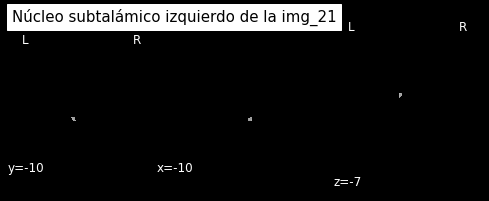 Núcleo subtalámico izquierdo de la img_21
L R
L R
y=-10
x=-10
z=-7